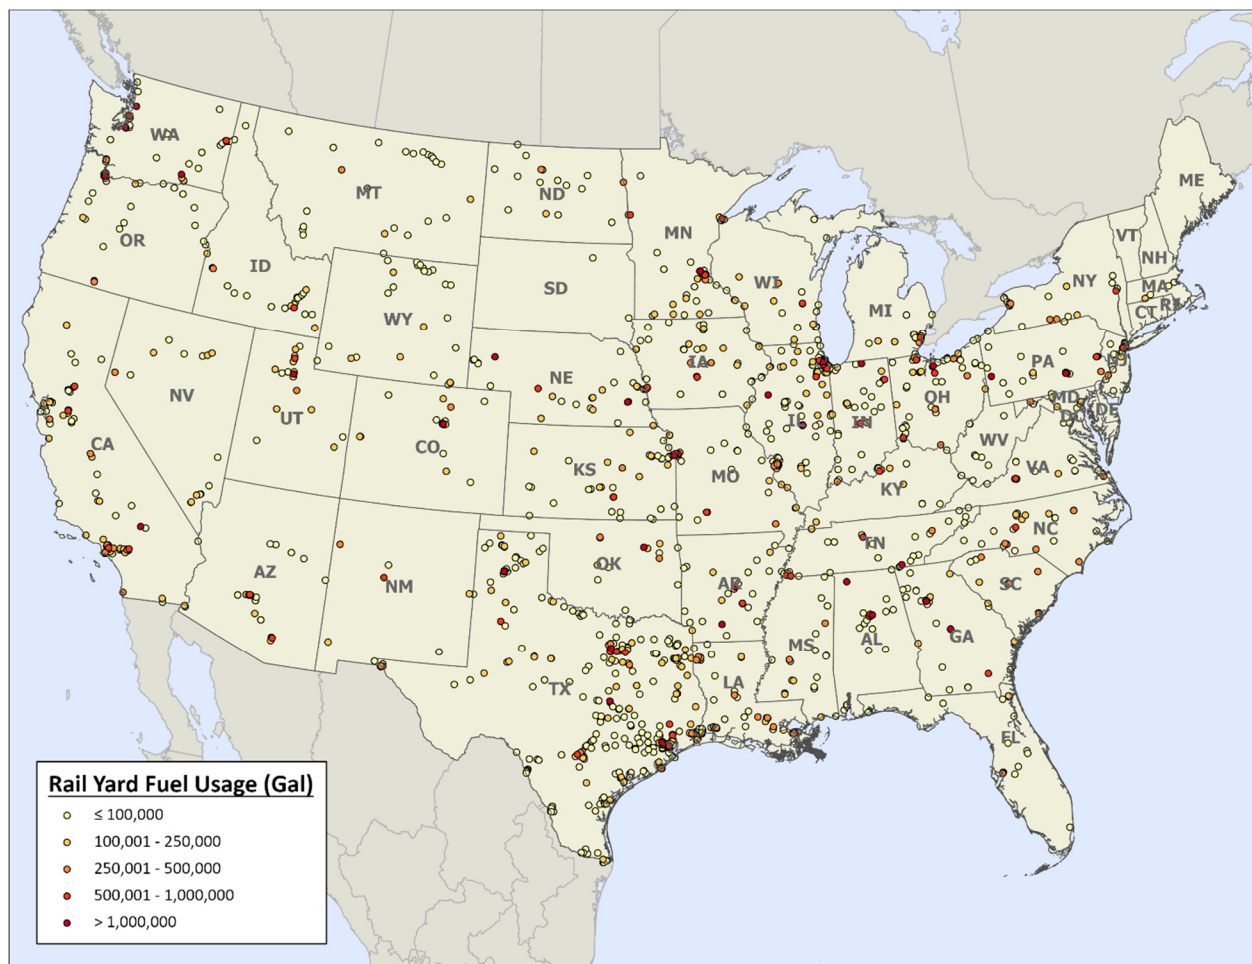 WA
MT
ND
ME
VT
MN
OR
NH
ID
WI
NY
MA
SD
RI
MI
CT
WY
IA
PA
NJ
NE
NV
OH
MD
IL
IN
DE
UT
DC
CA
CO
WV
KS
MO
VA
KY
NC
TN
AZ
OK
NM
AR
SC
MS
AL
GA
TX
LA
FL
Rail Yard Fuel Usage (Gal)
≤ 100,000
100,001 - 250,000
250,001 - 500,000
500,001 - 1,000,000
> 1,000,000